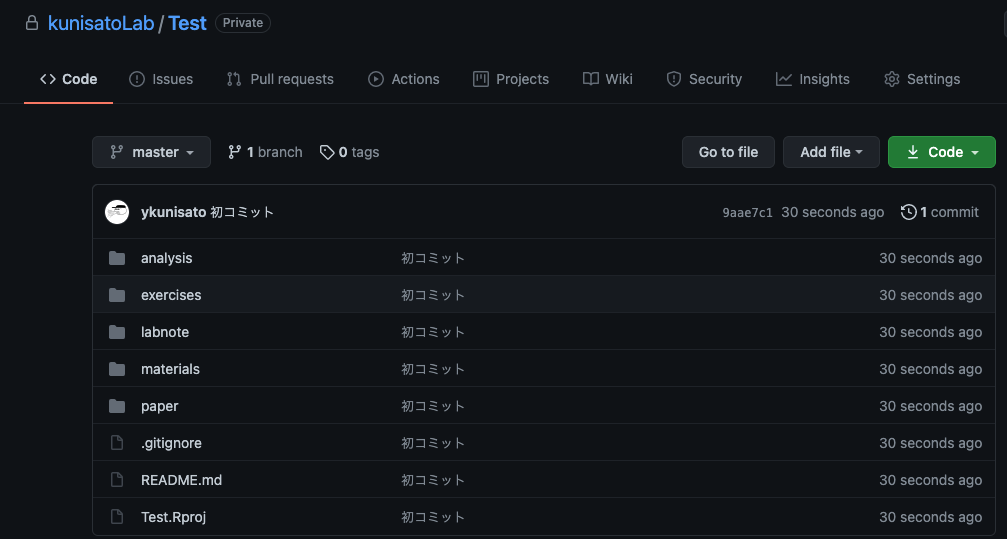 kunisatoLab / Test Private
Code Issues Pull requests Actions Projects Wiki Security Insights Settings
master 1 branch 0 tags Go to file Add file Code
ykunisato 初コミット 9aae7c1 30 seconds ago 1 commit
analysis 初コミット 30 seconds ago
exercises 初コミット 30 seconds ago
labnote 初コミット 30 seconds ago
materials 初コミット 30 seconds ago
paper 初コミット 30 seconds ago
.gitignore 初コミット 30 seconds ago
README.md 初コミット 30 seconds ago
Test.Rproj 初コミット 30 seconds ago